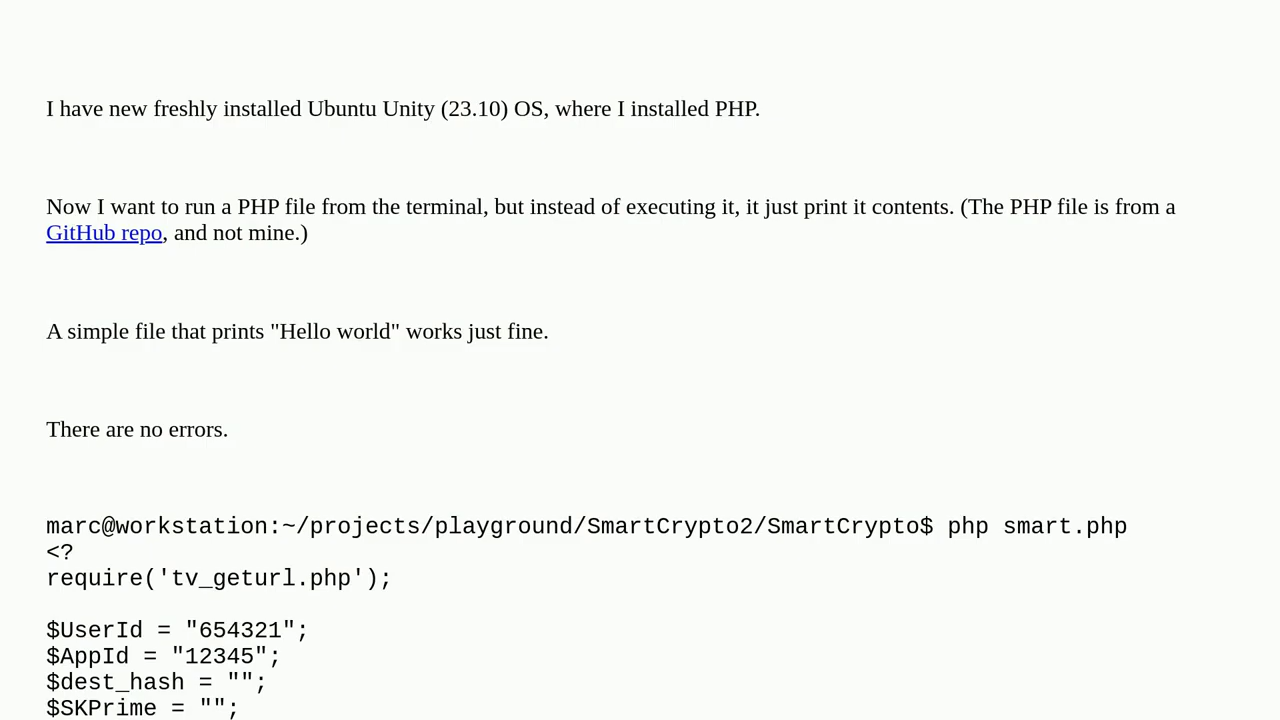 I have new freshly installed Ubuntu Unity (23.10) OS, where I installed PHP.
Now I want to run a PHP file from the terminal, but instead of executing it, it just print it contents. (The PHP file is from a
GitHub repo, and not mine.)
A simple file that prints "Hello world" works just fine.
There are no errors.
marc@workstation:~/projects/playground/SmartCrypto2/SmartCrypto$ php smart.php
<?
require('tv_geturl.php');
$UserId = "654321";
$AppId = "12345";
$dest_hash = "";
$SKPrime = "";